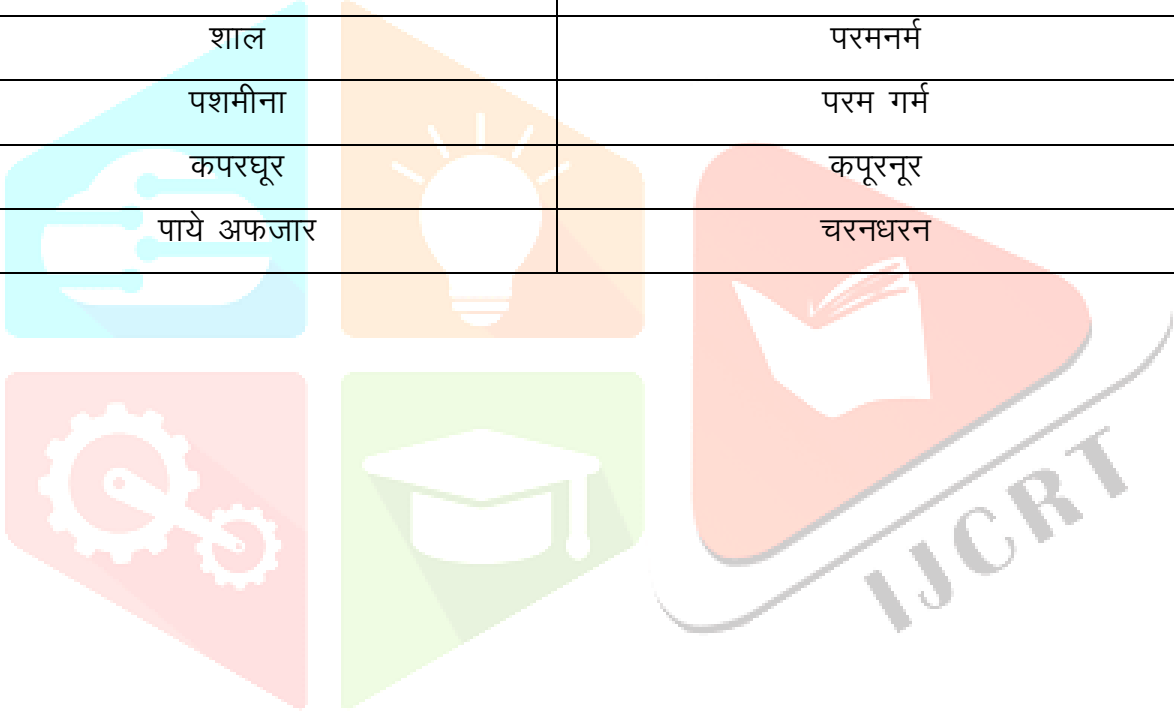 शाल परमनर्म
पशमीना परम गर्म
कपरघूर कपूरनूर
पाये अफजार चरनधरन
IJCRT